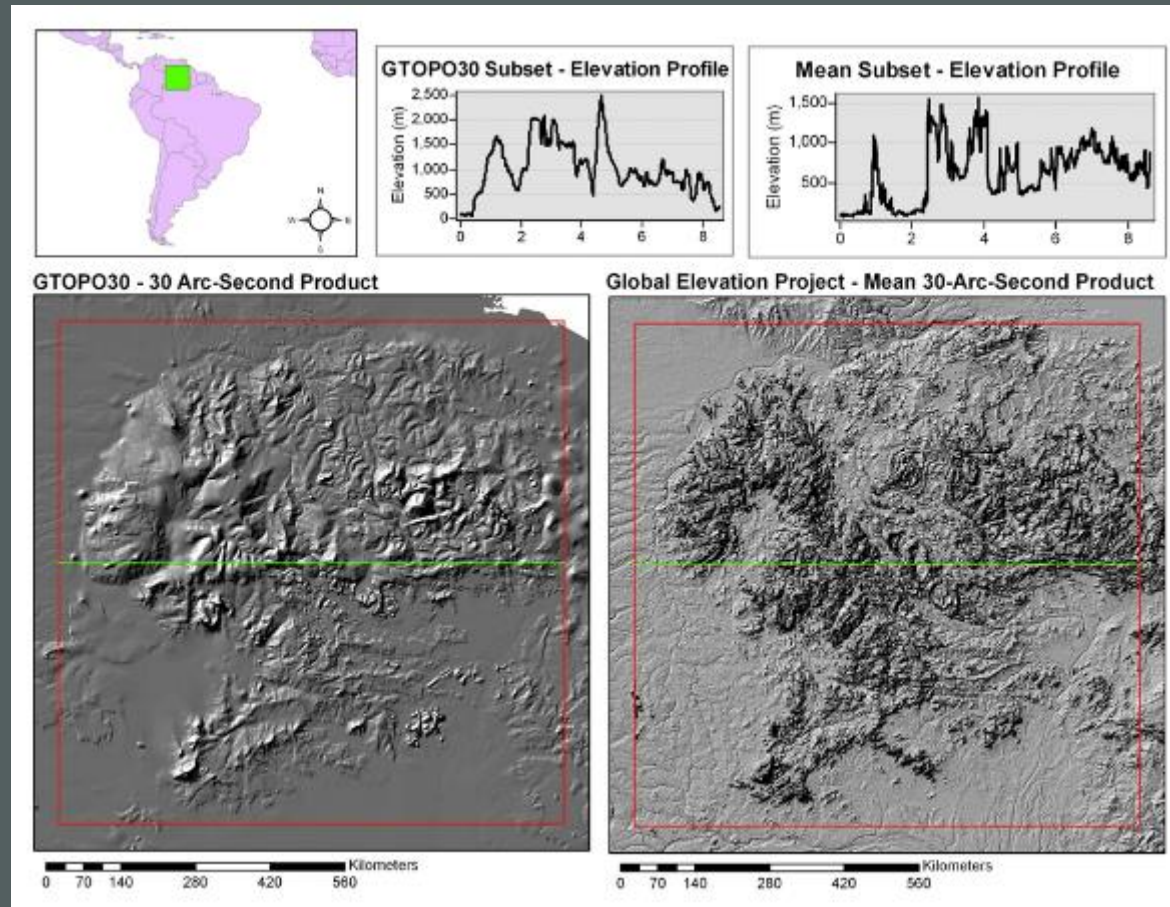 N
W E
S
GTOPO30 Subset - Elevation Profile
Elevation (m)
2,500
2,000
1,500
1,000
500
0
0 2 4 6 8
Mean Subset - Elevation Profile
Elevation (m)
1,500
1,000
500
0 2 4 6 8
GTOPO30 - 30 Arc-Second Product
Global Elevation Project - Mean 30-Arc-Second Product
Kilometers
0 70 140 280 420 560
Kilometers
0 70 140 280 420 560